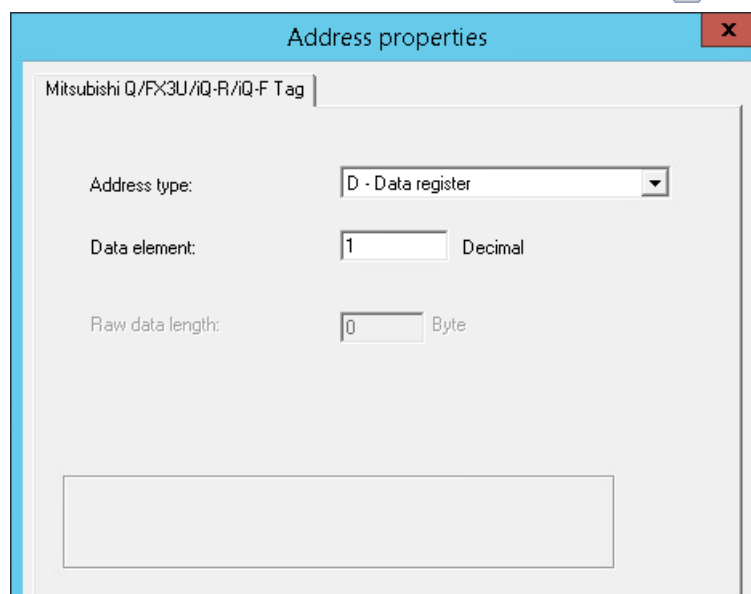 Address properties
x
Mitsubishi Q/FX3U/iQ-R/iQ-F Tag
Address type: D - Data register
Data element: 1 Decimal
Raw data length: 0 Byte